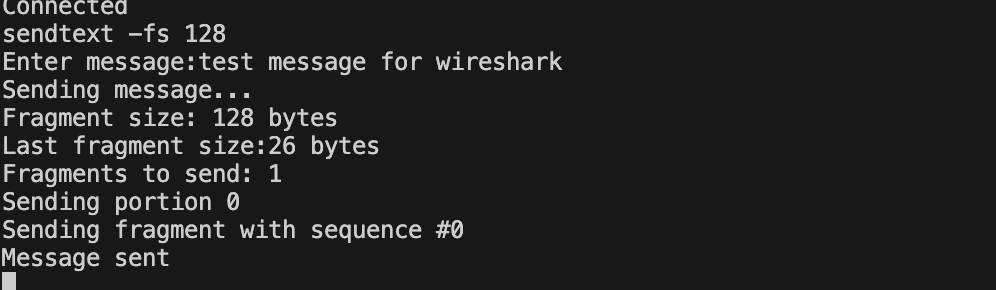 Connected
sendtext -fs 128
Enter message:test message for wireshark
Sending message...
Fragment size: 128 bytes
Last fragment size:26 bytes
Fragments to send: 1
Sending portion 0
Sending fragment with sequence #0
Message sent